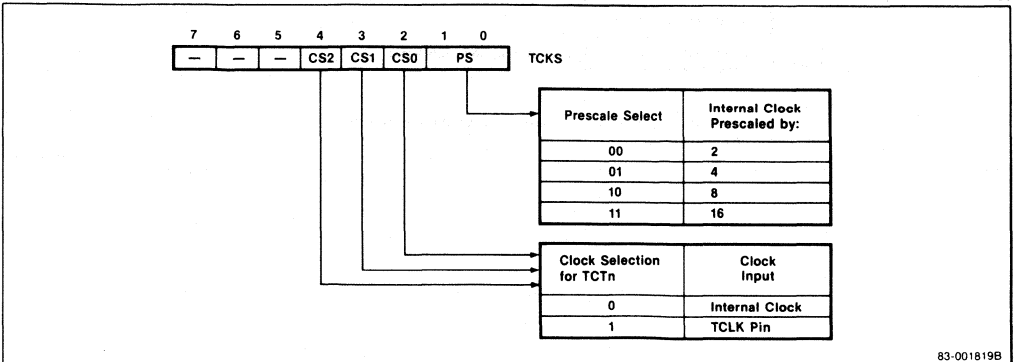 7 6 5 4 3 2 1 0
— — — CS2 CS1 CS0 PS TCKS
Prescale Select Internal Clock Prescaled by:
00 2
01 4
10 8
11 16
Clock Selection for TCTn Clock Input
0 Internal Clock
1 TCLK Pin
83-001819B